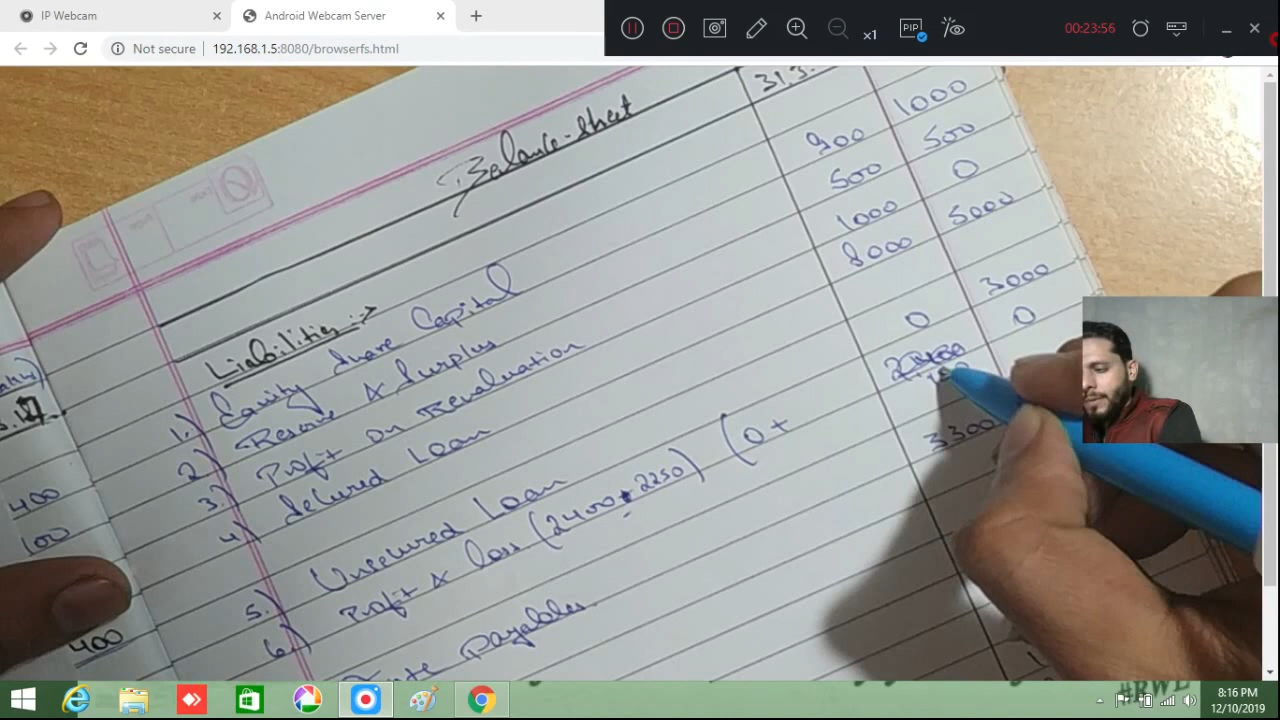 IP Webcam
Android Webcam Server
Not secure
192.168.1.5:8080/browserfs.html
PIP
x1
00:23:56
Balance-Sheet
31.3.
Liabilities :->
1.) Equity Share Capital 900 1000
2) Reserve & Surplus 500 500
3) Profit on Revaluation 1000 0
4) Secured Loan 8000 5000
5.) Unsecured Loan 0 3000
6.) Profit & loss (2400 2250) (0+ 0
payables 3300
400
100
400
8:16 PM
12/10/2019